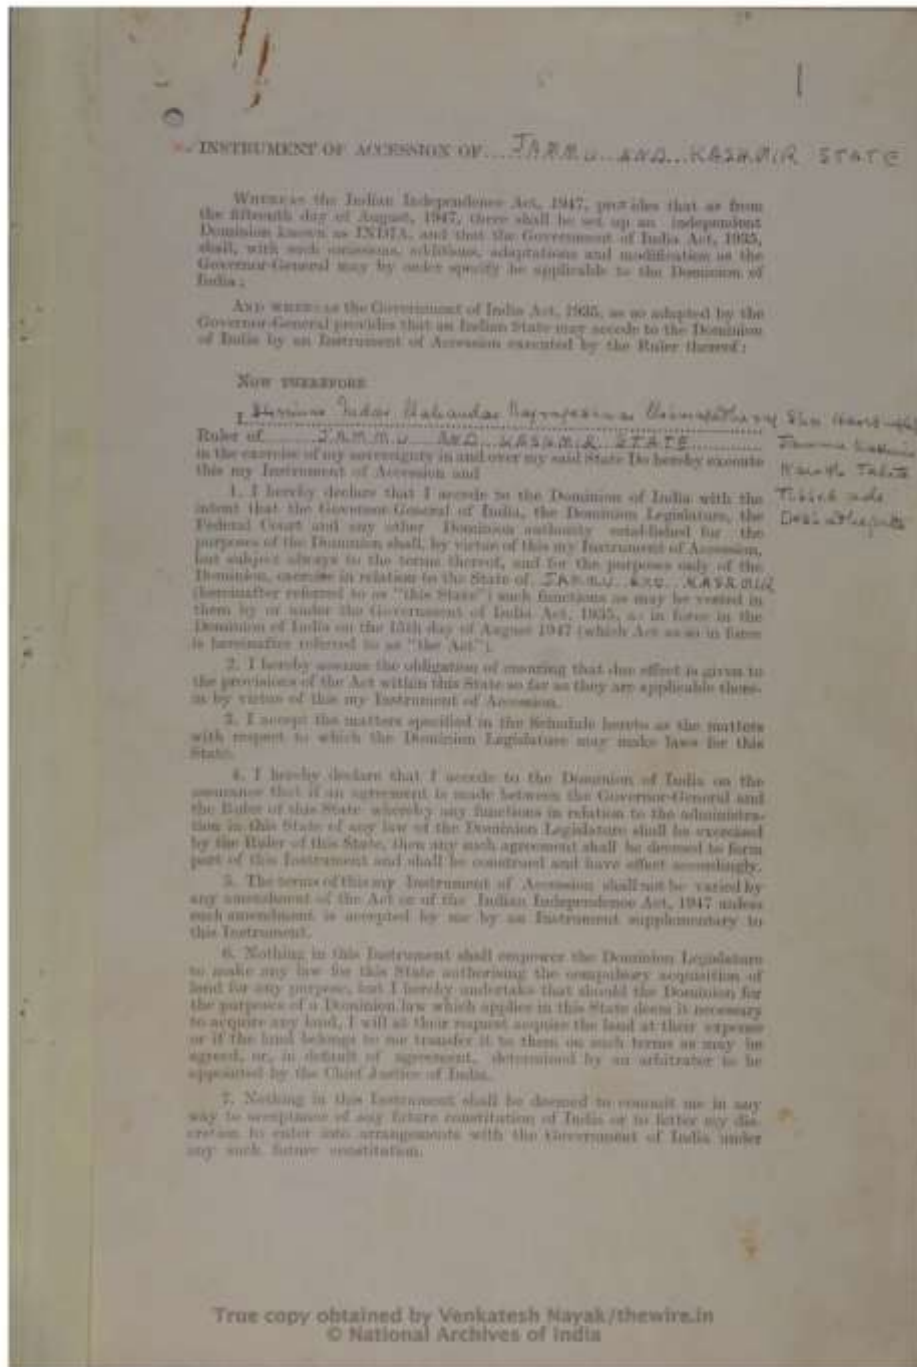 INSTRUMENT OF ACCESSION OF....JAMMU...AND...KASHMIR STATE
WHEREAS the Indian Independence Act, 1947, provides that as from
the fifteenth day of August, 1947, there shall be set up an independent
Dominion known as INDIA, and that the Government of India Act, 1935,
shall, with such omissions, additions, adaptations and modification as the
Governor-General may by order specify be applicable to the Dominion of
India;
AND WHEREAS the Government of India Act, 1935, as so adapted by the
Governor-General provides that an Indian State may accede to the Dominion
of India by an Instrument of Accession executed by the Ruler thereof:
NOW THEREFORE
I Shriman Indar Mahandar Rajrajeshwar Shri
Ruler of JAMMU AND KASHMIR STATE
Jammu
in the exercise of my sovereignty in and over my said State Do hereby execute
this my Instrument of Accession and
1. I hereby declare that I accede to the Dominion of India with the
intent that the Governor-General of India, the Dominion Legislature, the
Tibbet
Federal Court and any other Dominion authority established for the
purposes of the Dominion shall, by virtue of this my Instrument of Accession,
but subject always to the terms thereof, and for the purposes only of the
Dominion, exercise in relation to the State of JAMMU AND KASHMIR
(hereinafter referred to as "this State") such functions as may be vested in
them by or under the Government of India Act, 1935, as in force in the
Dominion of India on the 15th day of August 1947 (which Act as so in force
is hereinafter referred to as "the Act").
2. I hereby assume the obligation of ensuring that due effect is given to
the provisions of the Act within this State so far as they are applicable there-
in by virtue of this my Instrument of Accession.
3. I accept the matters specified in the Schedule hereto as the matters
with respect to which the Dominion Legislature may make laws for this
State.
4. I hereby declare that I accede to the Dominion of India on the
assurance that if an agreement is made between the Governor-General and
the Ruler of this State whereby any functions in relation to the administra-
tion in this State of any law of the Dominion Legislature shall be exercised
by the Ruler of this State, then any such agreement shall be deemed to form
part of this Instrument and shall be construed and have effect accordingly.
5. The terms of this my Instrument of Accession shall not be varied by
any amendment of the Act or of the Indian Independence Act, 1947 unless
such amendment is accepted by me by an Instrument supplementary to
this Instrument.
6. Nothing in this Instrument shall empower the Dominion Legislature
to make any law for this State authorising the compulsory acquisition of
land for any purpose, but I hereby undertake that should the Dominion for
the purposes of a Dominion law which applies in this State deem it necessary
to acquire any land, I will at their request acquire the land at their expense
or if the land belongs to me transfer it to them on such terms as may be
agreed, or, in default of agreement, determined by an arbitrator to be
appointed by the Chief Justice of India.
7. Nothing in this Instrument shall be deemed to commit me in any
way to acceptance of any future constitution of India or to fetter my dis-
cretion to enter into arrangements with the Government of India under
any such future constitution.
True copy obtained by Venkatesh Nayak/thewire.in
© National Archives of India